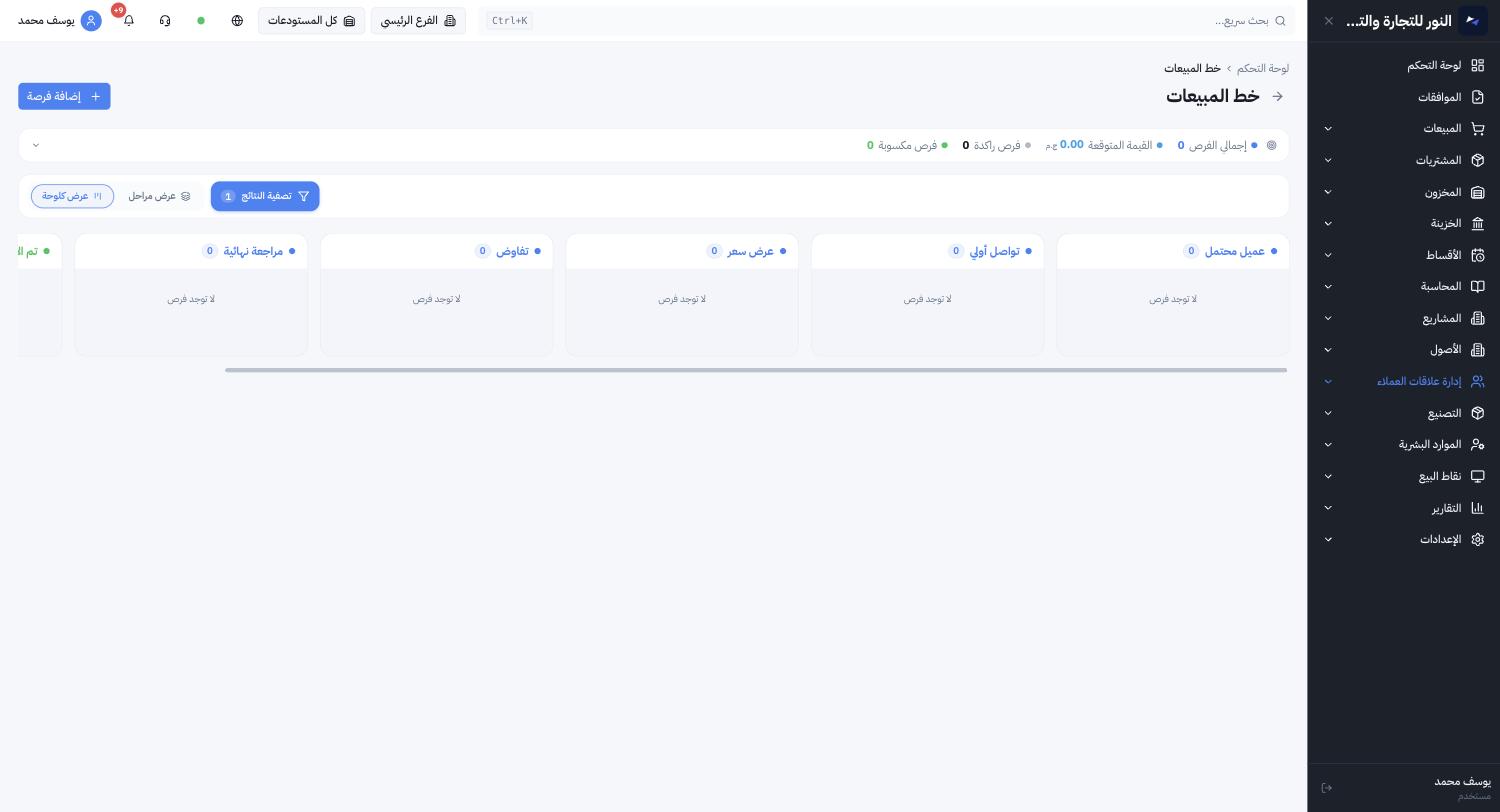 النور للتجارة والتـ...
لوحة التحكم
الموافقات
المبيعات
المشتريات
المخزون
الخزينة
الأقساط
المحاسبة
المشاريع
الأصول
إدارة علاقات العملاء
التصنيع
الموارد البشرية
نقاط البيع
التقارير
الإعدادات
يوسف محمد
مستخدم
بحث سريع... Ctrl+K
الفرع الرئيسي
كل المستودعات
9+
يوسف محمد
لوحة التحكم › خط المبيعات
خط المبيعات
إضافة فرصة
إجمالي الفرص 0 القيمة المتوقعة 0.00 ج.م فرص راكدة 0 فرص مكسوبة 0
تصفية النتائج 1
عرض مراحل
عرض كلوحة
عميل محتمل 0
لا توجد فرص
تواصل أولي 0
لا توجد فرص
عرض سعر 0
لا توجد فرص
تفاوض 0
لا توجد فرص
مراجعة نهائية 0
لا توجد فرص
تم